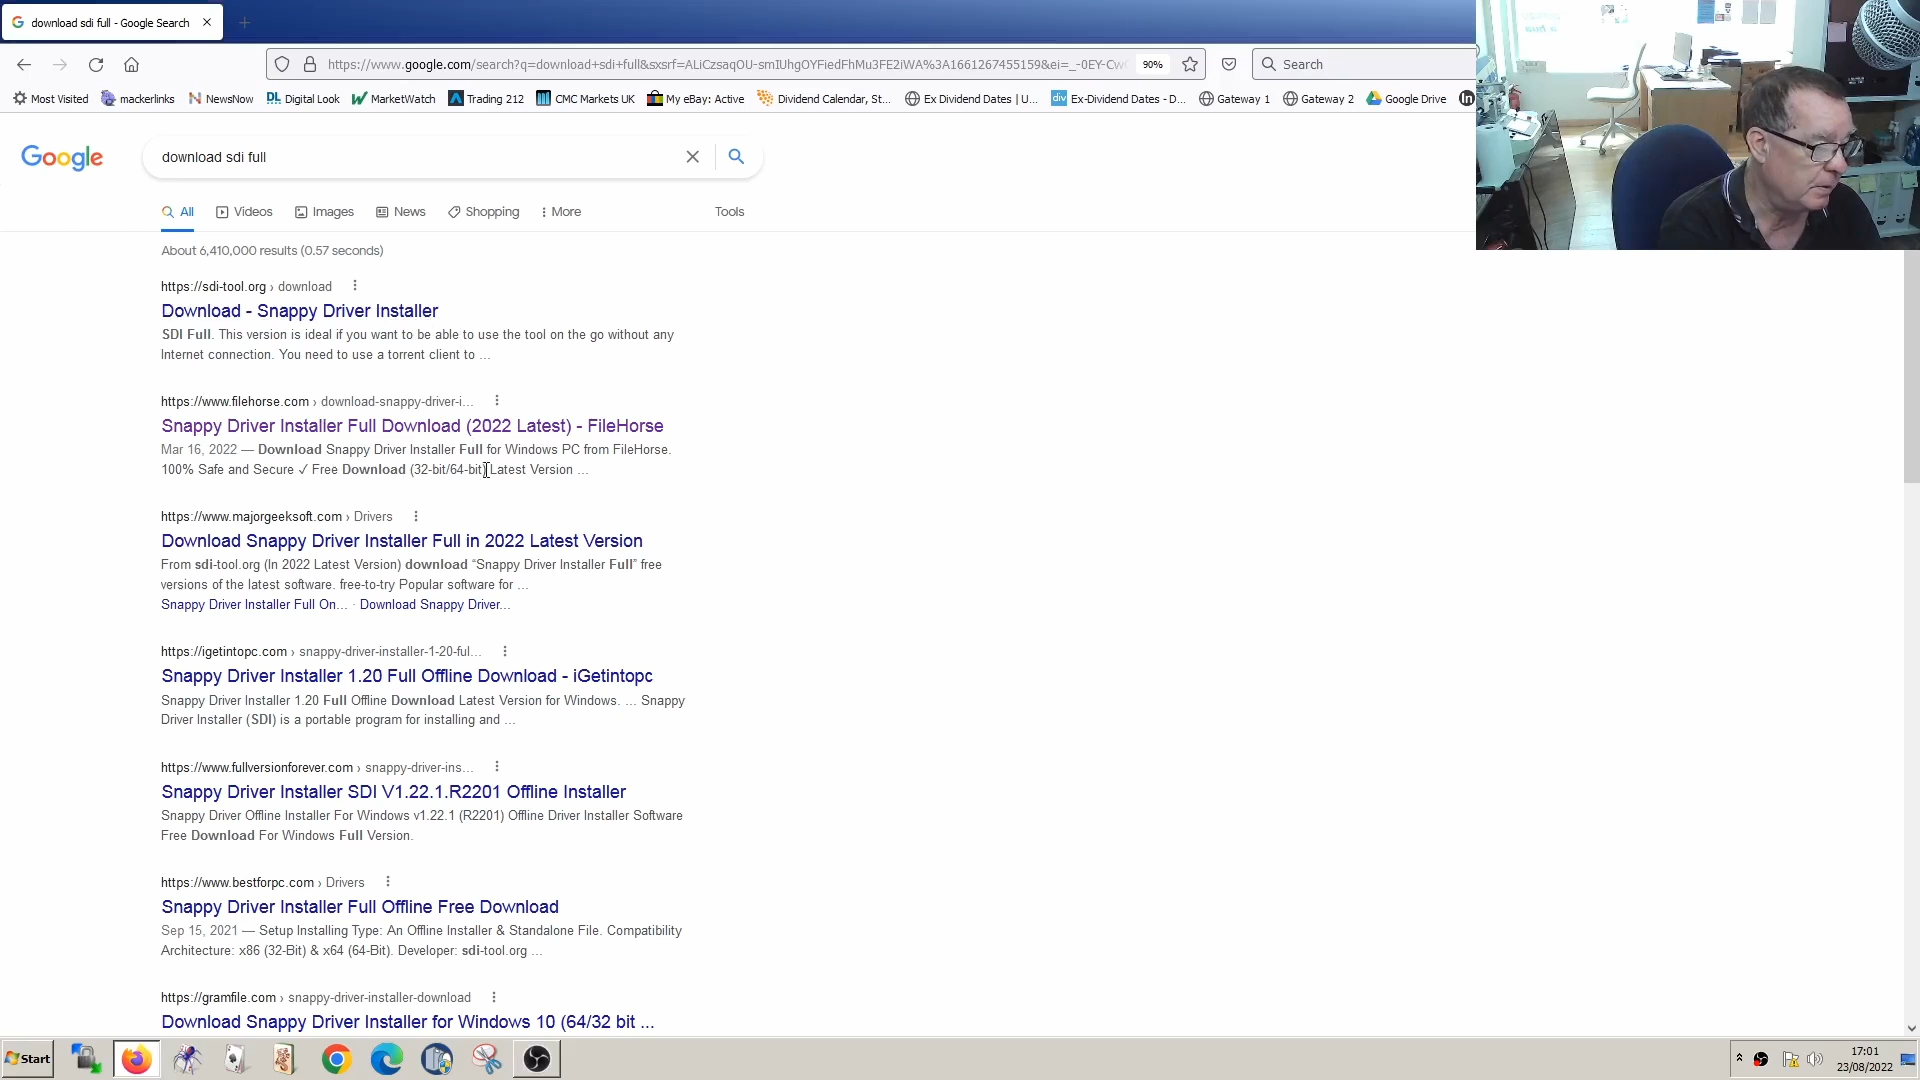 download sdi full - Google Search
https://www.google.com/search?q=download+sdi+full&sxsrf=ALiCzsaqOU-smIUhgOYFiedFhMu3FE2iWA%3A1661267455159&ei=_-0EY-CwC
90%
Search
Most Visited
mackerlinks
NewsNow
DL Digital Look
MarketWatch
Trading 212
CMC Markets UK
My eBay: Active
Dividend Calendar, St...
Ex Dividend Dates | U...
div Ex-Dividend Dates - D...
Gateway 1
Gateway 2
Google Drive
in
Google
download sdi full
All
Videos
Images
News
Shopping
More
Tools
About 6,410,000 results (0.57 seconds)
https://sdi-tool.org › download
Download - Snappy Driver Installer
SDI Full. This version is ideal if you want to be able to use the tool on the go without any
Internet connection. You need to use a torrent client to ...
https://www.filehorse.com › download-snappy-driver-i...
Snappy Driver Installer Full Download (2022 Latest) - FileHorse
Mar 16, 2022 — Download Snappy Driver Installer Full for Windows PC from FileHorse.
100% Safe and Secure ✓ Free Download (32-bit/64-bit) Latest Version ...
https://www.majorgeeksoft.com › Drivers
Download Snappy Driver Installer Full in 2022 Latest Version
From sdi-tool.org (In 2022 Latest Version) download “Snappy Driver Installer Full” free
versions of the latest software. free-to-try Popular software for ...
Snappy Driver Installer Full On... · Download Snappy Driver...
https://igetintopc.com › snappy-driver-installer-1-20-ful...
Snappy Driver Installer 1.20 Full Offline Download - iGetintopc
Snappy Driver Installer 1.20 Full Offline Download Latest Version for Windows. ... Snappy
Driver Installer (SDI) is a portable program for installing and ...
https://www.fullversionforever.com › snappy-driver-ins...
Snappy Driver Installer SDI V1.22.1.R2201 Offline Installer
Snappy Driver Offline Installer For Windows v1.22.1 (R2201) Offline Driver Installer Software
Free Download For Windows Full Version.
https://www.bestforpc.com › Drivers
Snappy Driver Installer Full Offline Free Download
Sep 15, 2021 — Setup Installing Type: An Offline Installer & Standalone File. Compatibility
Architecture: x86 (32-Bit) & x64 (64-Bit). Developer: sdi-tool.org ...
https://gramfile.com › snappy-driver-installer-download
Download Snappy Driver Installer for Windows 10 (64/32 bit ...
Start
17:01
23/08/2022